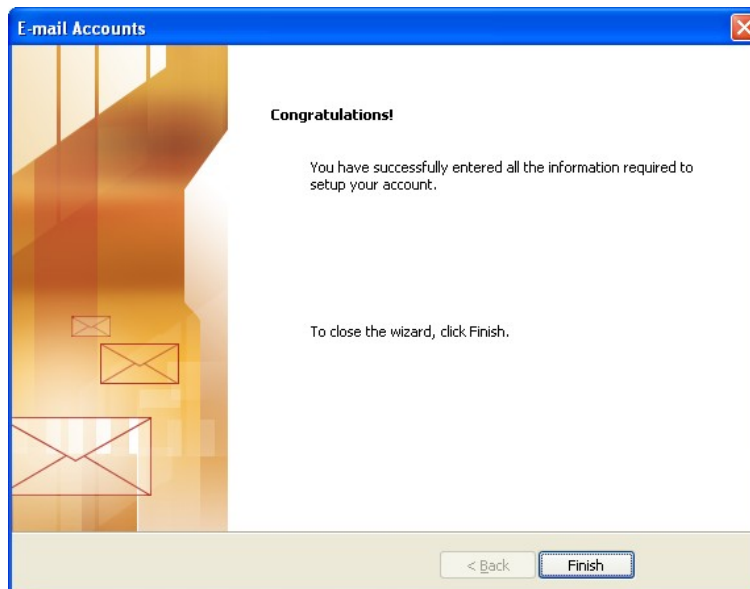 E-mail Accounts
Congratulations!
You have successfully entered all the information required to
setup your account.
To close the wizard, click Finish.
< Back
Finish